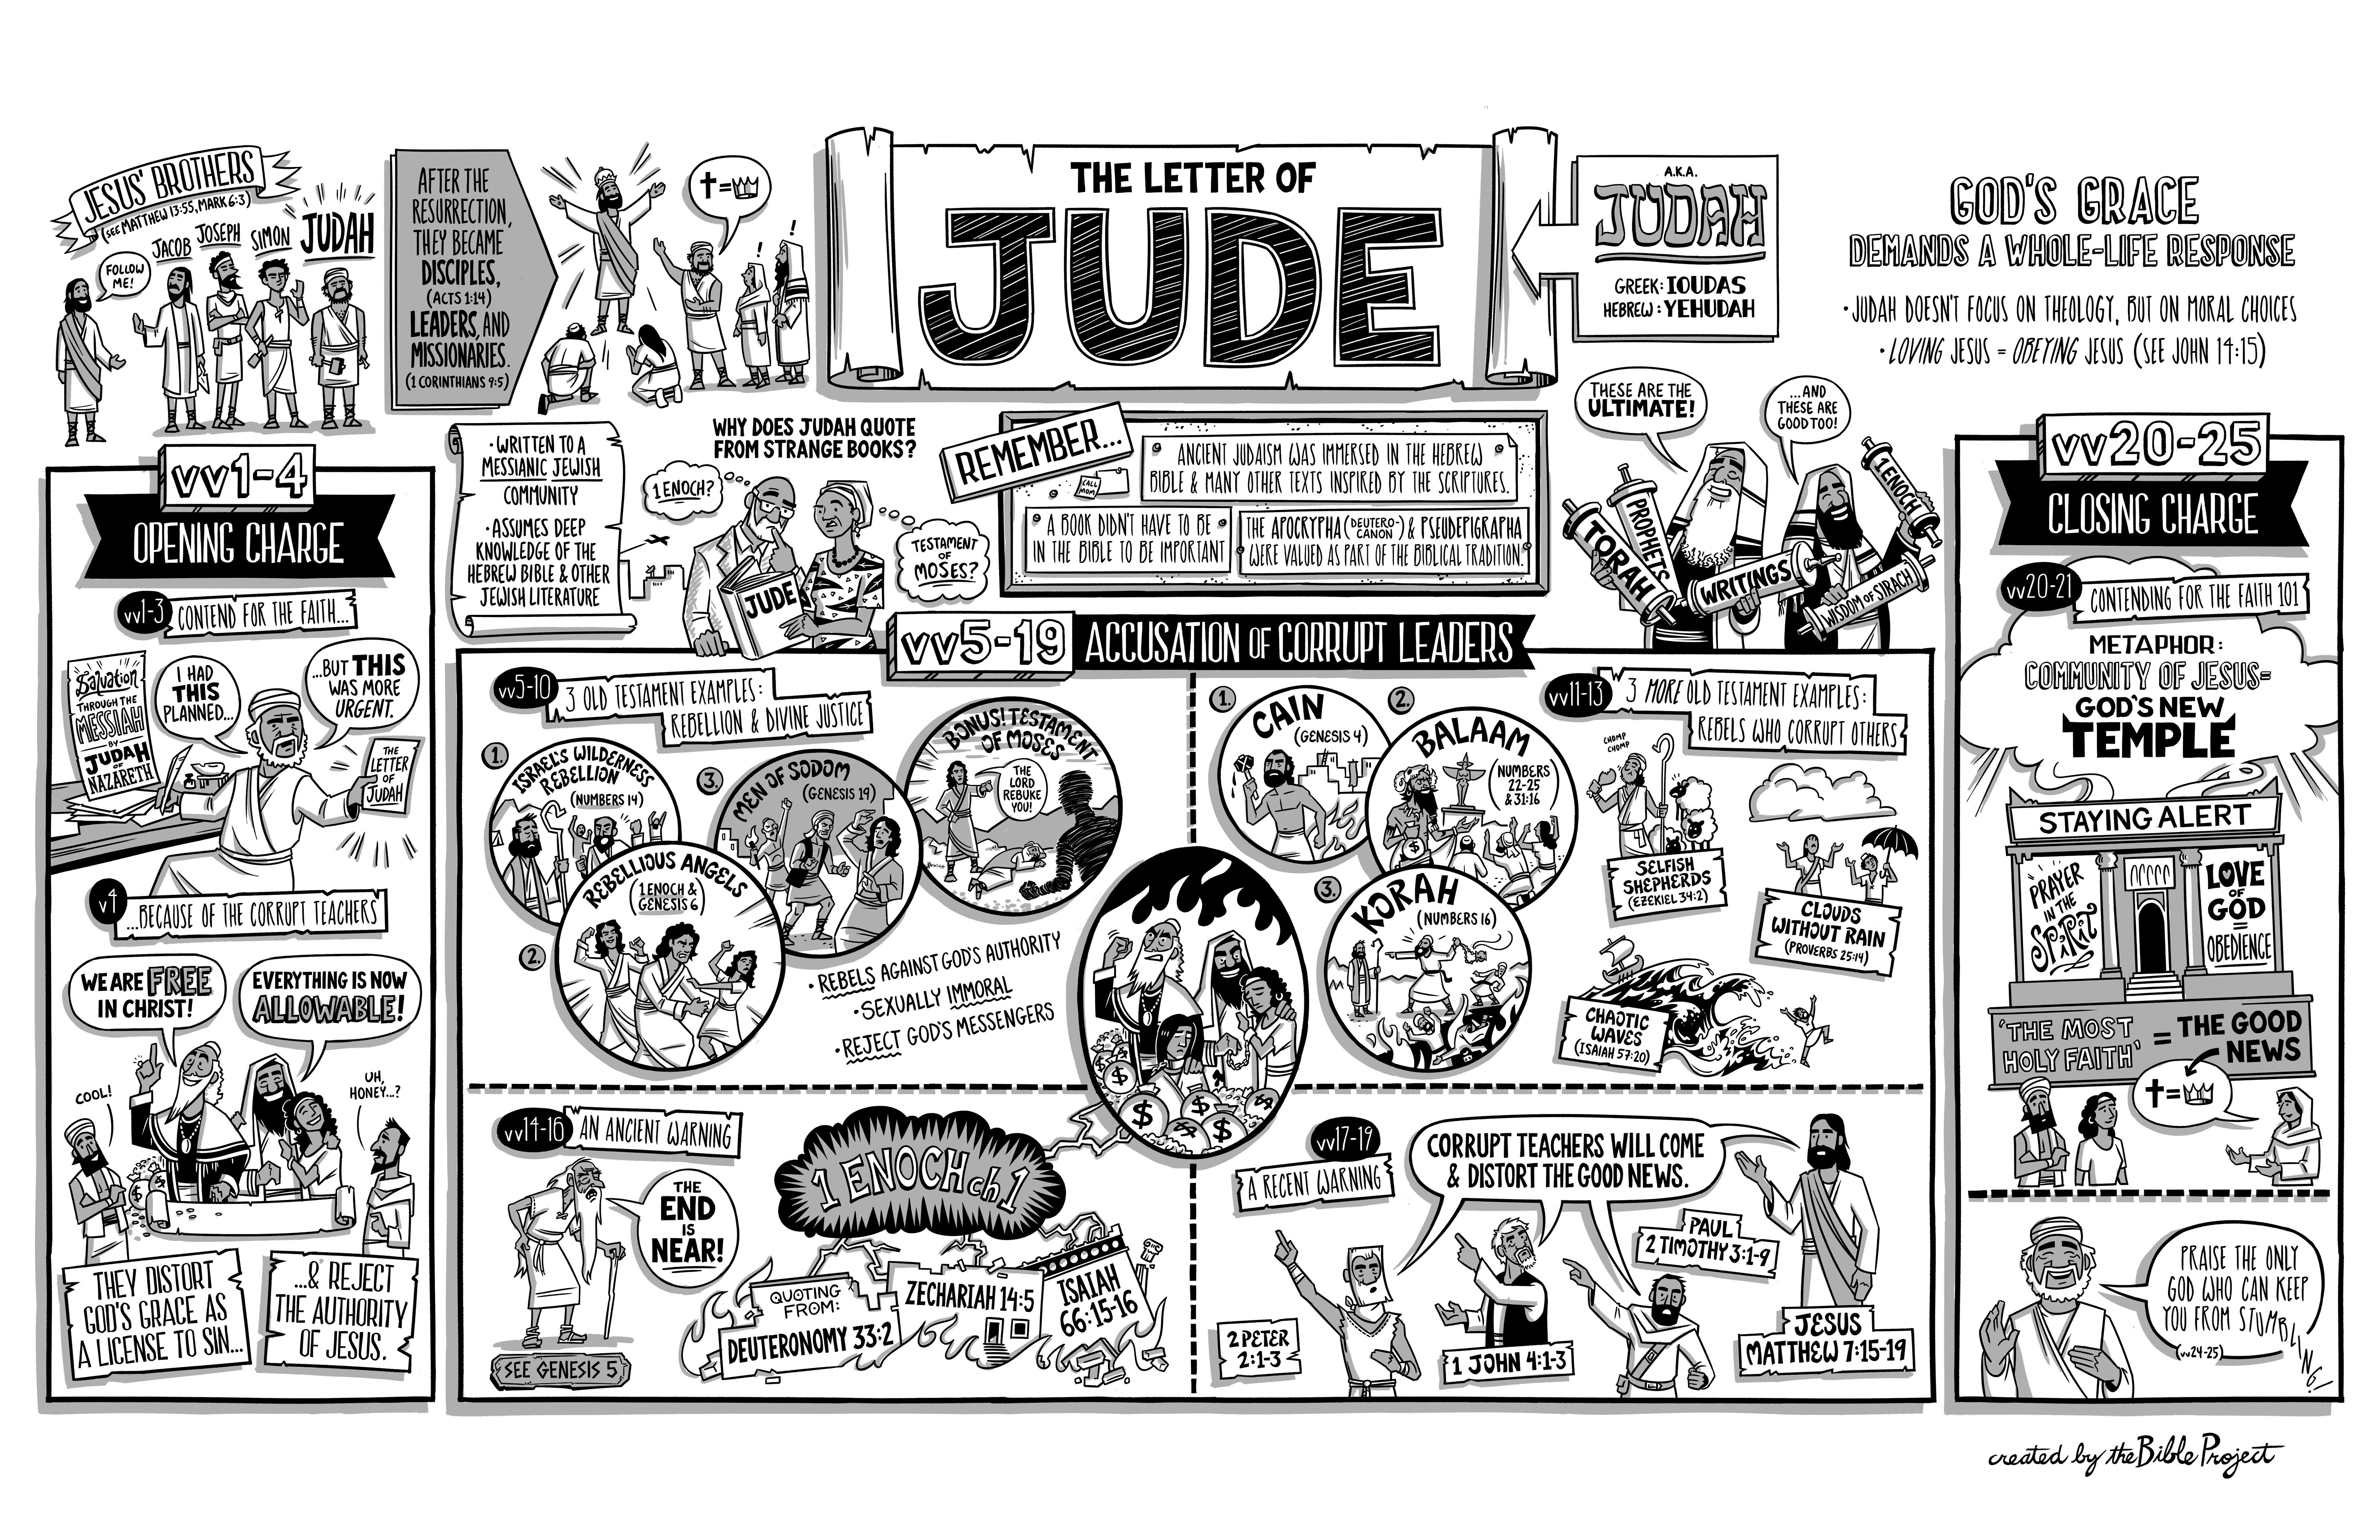 JESUS' BROTHERS
(SEE MATTHEW 13:55, MARK 6:3)
FOLLOW
ME!
JACOB
JOSEPH
SIMON
JUDAH
AFTER THE
RESURRECTION,
THEY BECAME
DISCIPLES,
(ACTS 1:14)
LEADERS, AND
MISSIONARIES.
(1 CORINTHIANS 9:5)
=
!
!
THE LETTER OF
JUDE
A.K.A.
JUDAH
GREEK: IOUDAS
HEBREW: YEHUDAH
GOD'S GRACE
DEMANDS A WHOLE-LIFE RESPONSE
• JUDAH DOESN'T FOCUS ON THEOLOGY, BUT ON MORAL CHOICES
• LOVING JESUS = OBEYING JESUS (SEE JOHN 14:15)
• WRITTEN TO A
MESSIANIC JEWISH
COMMUNITY
• ASSUMES DEEP
KNOWLEDGE OF THE
HEBREW BIBLE & OTHER
JEWISH LITERATURE
WHY DOES JUDAH QUOTE
FROM STRANGE BOOKS?
1 ENOCH?
TESTAMENT
OF
MOSES?
JUDE
REMEMBER...
CALL
MOM
ANCIENT JUDAISM WAS IMMERSED IN THE HEBREW
BIBLE & MANY OTHER TEXTS INSPIRED BY THE SCRIPTURES.
A BOOK DIDN'T HAVE TO BE
IN THE BIBLE TO BE IMPORTANT
THE APOCRYPHA (DEUTERO-CANON) & PSEUDEPIGRAPHA
WERE VALUED AS PART OF THE BIBLICAL TRADITION.
THESE ARE THE
ULTIMATE!
...AND
THESE ARE
GOOD TOO!
TORAH
PROPHETS
WRITINGS
1 ENOCH
WISDOM OF SIRACH
vv1-4
OPENING CHARGE
vv1-3 CONTEND FOR THE FAITH...
Salvation
THROUGH THE
MESSIAH
BY
JUDAH
OF
NAZARETH
I HAD
THIS
PLANNED...
...BUT THIS
WAS MORE
URGENT.
THE
LETTER
OF
JUDAH
v4 ...BECAUSE OF THE CORRUPT TEACHERS
WE ARE FREE
IN CHRIST!
EVERYTHING IS NOW
ALLOWABLE!
COOL!
UH,
HONEY...?
$
$
THEY DISTORT
GOD'S GRACE AS
A LICENSE TO SIN...
...& REJECT
THE AUTHORITY
OF JESUS.
vv5-19 ACCUSATION OF CORRUPT LEADERS
vv5-10 3 OLD TESTAMENT EXAMPLES:
REBELLION & DIVINE JUSTICE
1.
ISRAEL'S WILDERNESS
REBELLION
(NUMBERS 14)
2.
REBELLIOUS ANGELS
(1 ENOCH &
GENESIS 6)
3.
MEN OF SODOM
(GENESIS 19)
BONUS! TESTAMENT
OF MOSES
THE
LORD
REBUKE
YOU!
• REBELS AGAINST GOD'S AUTHORITY
• SEXUALLY IMMORAL
• REJECT GOD'S MESSENGERS
$
$
$
$
$
$
vv11-13 3 MORE OLD TESTAMENT EXAMPLES:
REBELS WHO CORRUPT OTHERS
1.
CAIN
(GENESIS 4)
2.
BALAAM
(NUMBERS
22-25
& 31:16)
$
3.
KORAH
(NUMBERS 16)
CHOMP
CHOMP
SELFISH
SHEPHERDS
(EZEKIEL 34:2)
CLOUDS
WITHOUT RAIN
(PROVERBS 25:14)
CHAOTIC
WAVES
(ISAIAH 57:20)
vv14-16 AN ANCIENT WARNING
THE
END
IS
NEAR!
SEE GENESIS 5
1 ENOCH ch 1
QUOTING
FROM:
DEUTERONOMY 33:2
ZECHARIAH 14:5
ISAIAH
66:15-16
vv17-19
A RECENT WARNING
CORRUPT TEACHERS WILL COME
& DISTORT THE GOOD NEWS.
2 PETER
2:1-3
1 JOHN 4:1-3
PAUL
2 TIMOTHY 3:1-9
JESUS
MATTHEW 7:15-19
vv20-25
CLOSING CHARGE
vv20-21 CONTENDING FOR THE FAITH 101
METAPHOR:
COMMUNITY OF JESUS=
GOD'S NEW
TEMPLE
STAYING ALERT
PRAYER
IN THE
SPIRIT
LOVE
OF
GOD
=
OBEDIENCE
'THE MOST
HOLY FAITH'
= THE GOOD
NEWS
=
PRAISE THE ONLY
GOD WHO CAN KEEP
YOU FROM STUMBLING!
(vv24-25)
created by the Bible Project